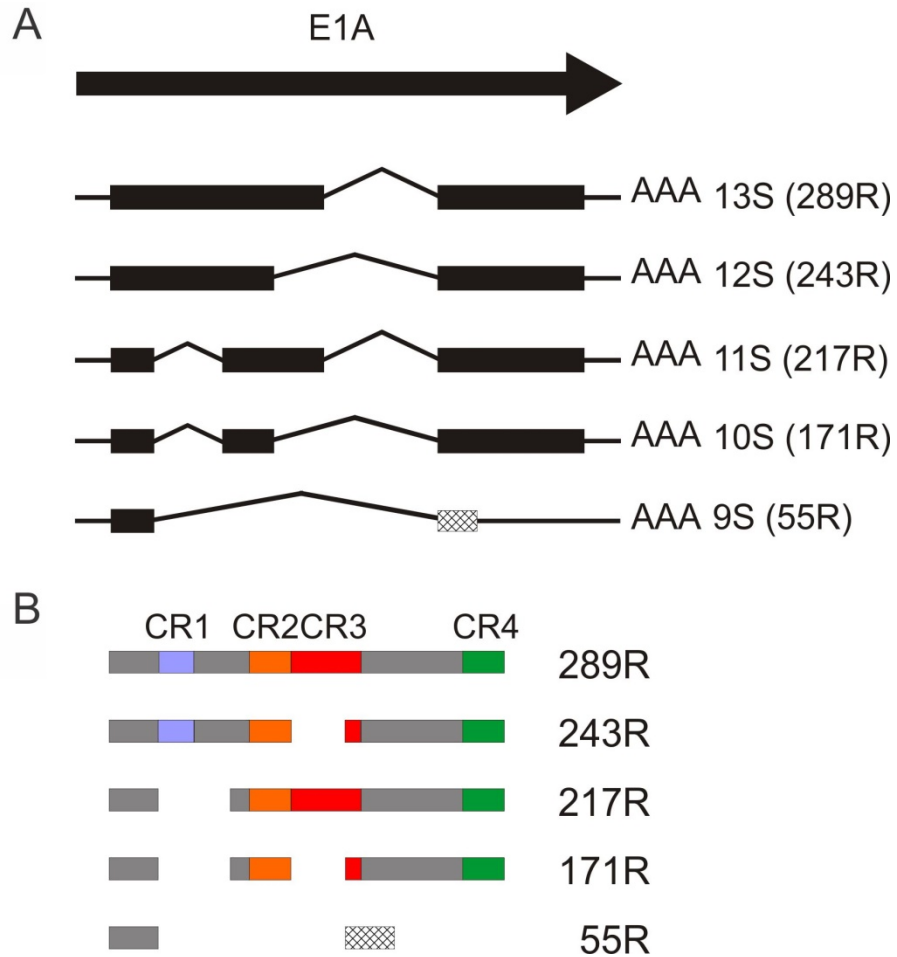 A
E1A
AAA 13S (289R)
AAA 12S (243R)
AAA 11S (217R)
AAA 10S (171R)
AAA 9S (55R)
B
CR1 CR2CR3 CR4
289R
243R
217R
171R
55R